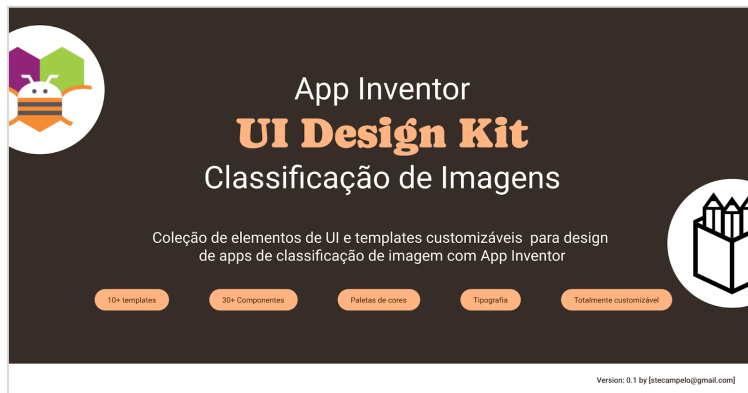 App Inventor
UI Design Kit
Classificação de Imagens
Coleção de elementos de UI e templates customizáveis para design
de apps de classificação de imagem com App Inventor
10+ templates
30+ Componentes
Paletas de cores
Tipografia
Totalmente customizável
Version: 0.1 by [stecampelo@gmail.com]